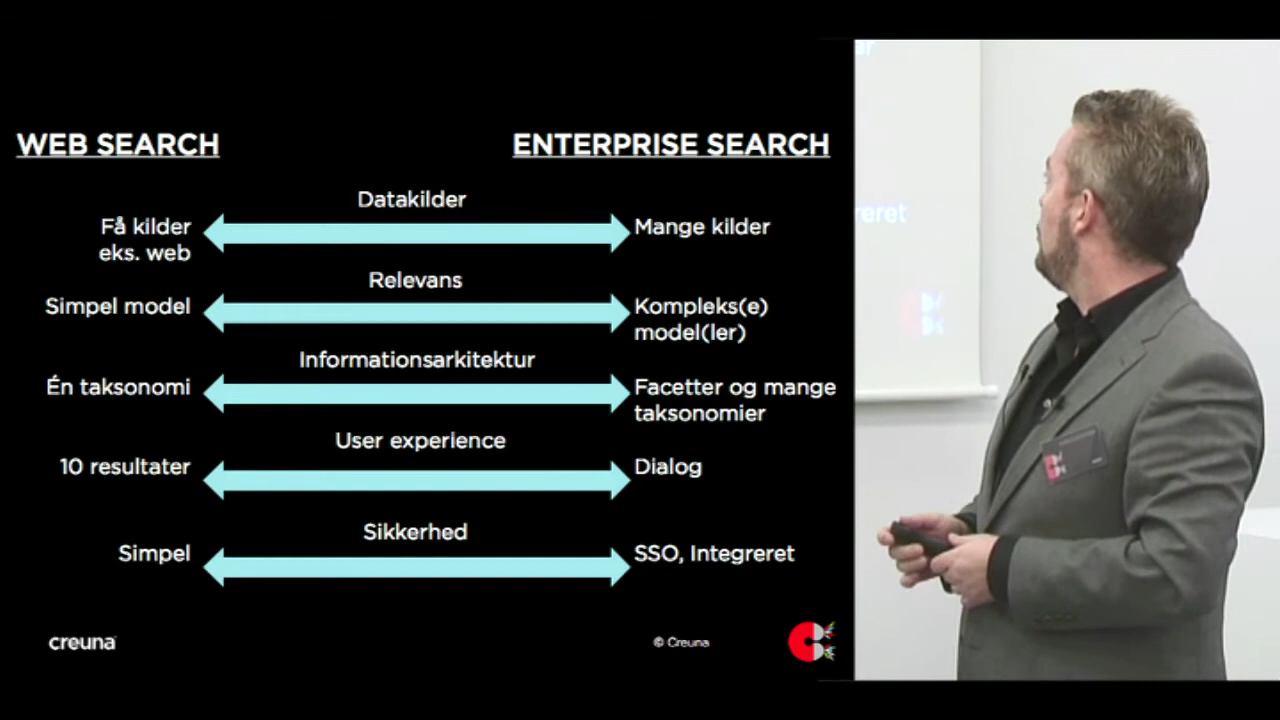 WEB SEARCH
ENTERPRISE SEARCH
Datakilder
Få kilder
eks. web
Mange kilder
Relevans
Simpel model
Kompleks(e)
model(ler)
Informationsarkitektur
Én taksonomi
Facetter og mange
taksonomier
User experience
10 resultater
Dialog
Sikkerhed
Simpel
SSO, Integreret
creuna
© Creuna